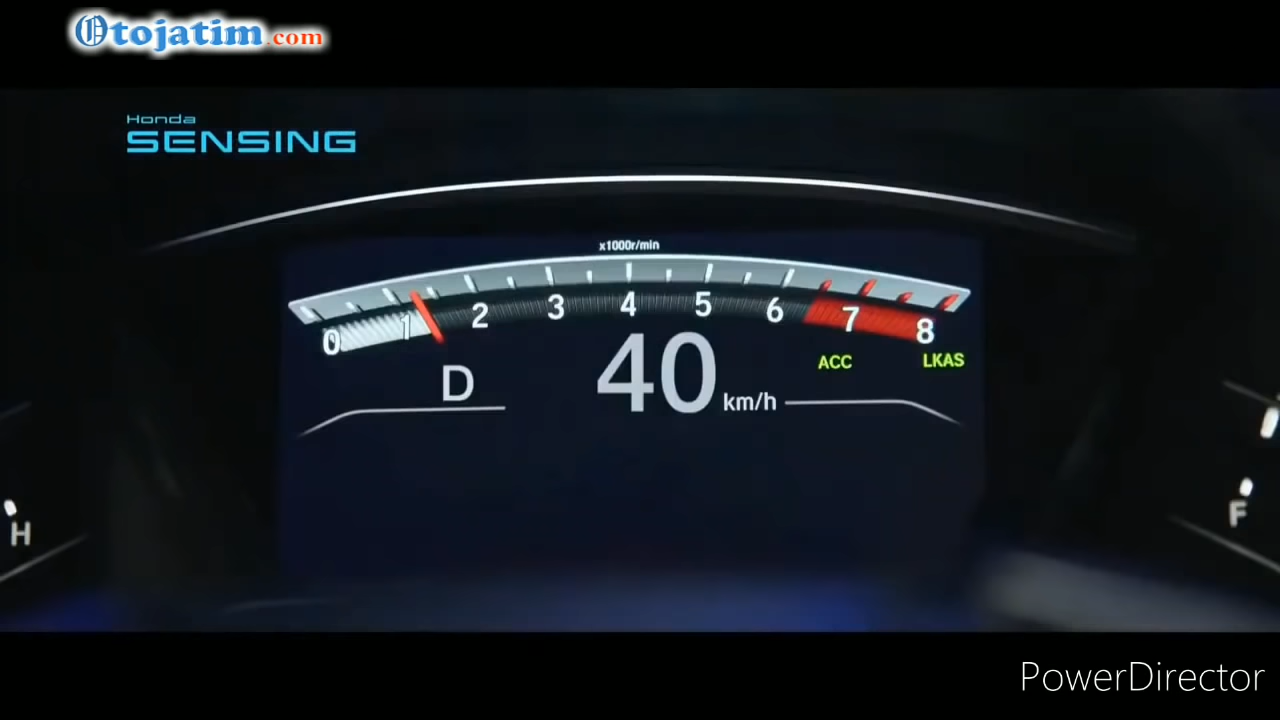 Otojatim.com
Honda
SENSING
x1000r/min
0 1 2 3 4 5 6 7 8
ACC LKAS
D 40 km/h
H F
PowerDirector